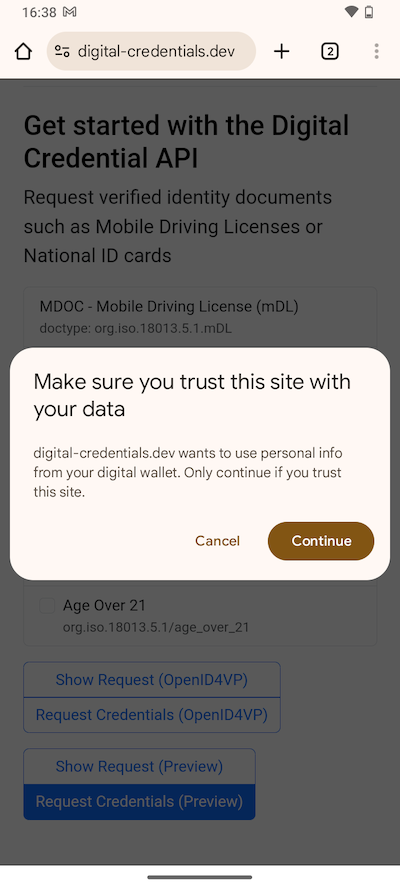 16:38
digital-credentials.dev
2
Get started with the Digital
Credential API
Request verified identity documents
such as Mobile Driving Licenses or
National ID cards
MDOC - Mobile Driving License (mDL)
doctype: org.iso.18013.5.1.mDL
Make sure you trust this site with
your data
digital-credentials.dev wants to use personal info
from your digital wallet. Only continue if you trust
this site.
Cancel
Continue
Age Over 21
org.iso.18013.5.1/age_over_21
Show Request (OpenID4VP)
Request Credentials (OpenID4VP)
Show Request (Preview)
Request Credentials (Preview)